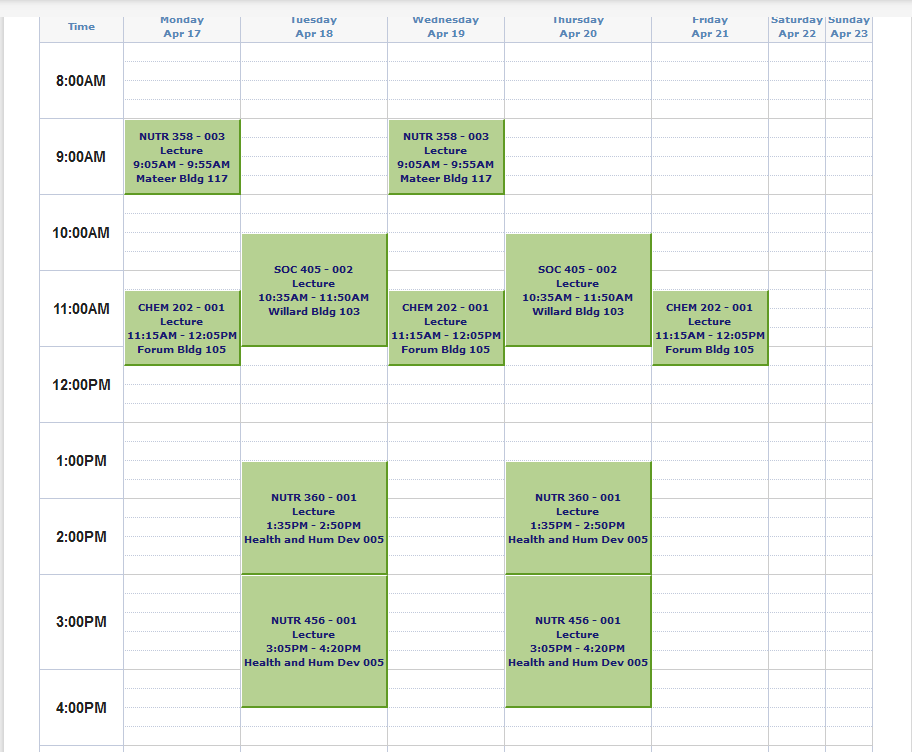 Time
Monday
Apr 17
Tuesday
Apr 18
Wednesday
Apr 19
Thursday
Apr 20
Friday
Apr 21
Saturday
Apr 22
Sunday
Apr 23
8:00AM
9:00AM
NUTR 358 - 003
Lecture
9:05AM - 9:55AM
Mateer Bldg 117
NUTR 358 - 003
Lecture
9:05AM - 9:55AM
Mateer Bldg 117
10:00AM
SOC 405 - 002
Lecture
10:35AM - 11:50AM
Willard Bldg 103
SOC 405 - 002
Lecture
10:35AM - 11:50AM
Willard Bldg 103
11:00AM
CHEM 202 - 001
Lecture
11:15AM - 12:05PM
Forum Bldg 105
CHEM 202 - 001
Lecture
11:15AM - 12:05PM
Forum Bldg 105
CHEM 202 - 001
Lecture
11:15AM - 12:05PM
Forum Bldg 105
12:00PM
1:00PM
NUTR 360 - 001
Lecture
1:35PM - 2:50PM
Health and Hum Dev 005
NUTR 360 - 001
Lecture
1:35PM - 2:50PM
Health and Hum Dev 005
2:00PM
3:00PM
NUTR 456 - 001
Lecture
3:05PM - 4:20PM
Health and Hum Dev 005
NUTR 456 - 001
Lecture
3:05PM - 4:20PM
Health and Hum Dev 005
4:00PM